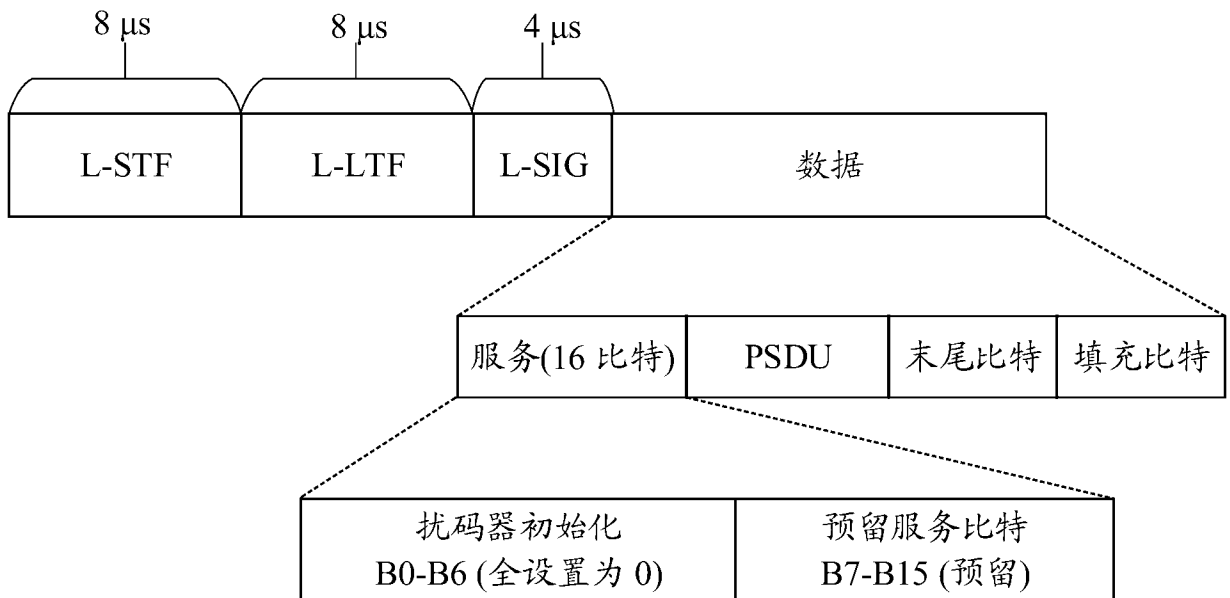 8 μs 8 μs 4 μs
L-STF L-LTF L-SIG 数据
服务(16 比特) PSDU 末尾比特 填充比特
扰码器初始化 预留服务比特
B0-B6 (全设置为 0) B7-B15 (预留)